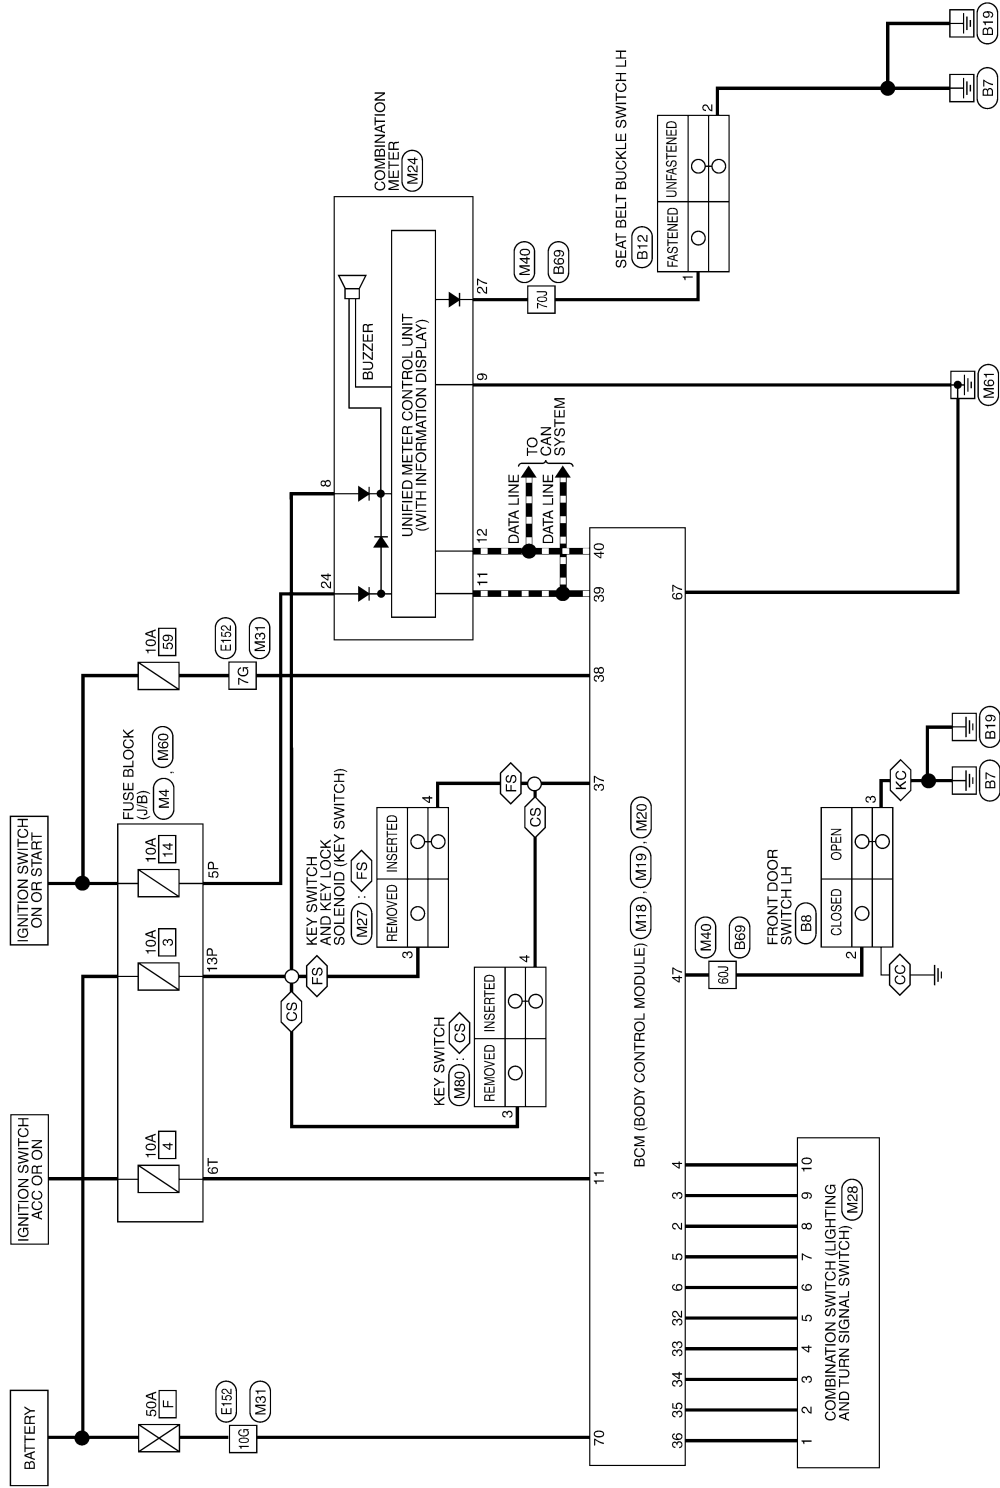 BATTERY
IGNITION SWITCH
ACC OR ON
IGNITION SWITCH
ON OR START
50A
F
10A
4
10A
3
10A
14
FUSE BLOCK
(J/B)
M4 , M60
10A
59
6T
13P
5P
10G
E152
M31
7G
E152
M31
CS
FS
KEY SWITCH
AND KEY LOCK
SOLENOID (KEY SWITCH)
M27 : FS
REMOVED
INSERTED
3
4
KEY SWITCH
M80 : CS
REMOVED
INSERTED
3
4
FS
CS
24
8
COMBINATION
METER
M24
BUZZER
UNIFIED METER CONTROL UNIT
(WITH INFORMATION DISPLAY)
11
12
9
27
DATA LINE
DATA LINE
TO
CAN
SYSTEM
70J
M40
B69
SEAT BELT BUCKLE SWITCH LH
B12
FASTENED
UNFASTENED
1
2
B7
B19
70
11
37
38
39
40
BCM (BODY CONTROL MODULE) M18 , M19 , M20
36
35
34
33
32
6
5
2
3
4
47
67
1
2
3
4
5
6
7
8
9
10
COMBINATION SWITCH (LIGHTING
AND TURN SIGNAL SWITCH) M28
60J
M40
B69
FRONT DOOR
SWITCH LH
B8
CLOSED
OPEN
2
3
CC
KC
B7
B19
M61